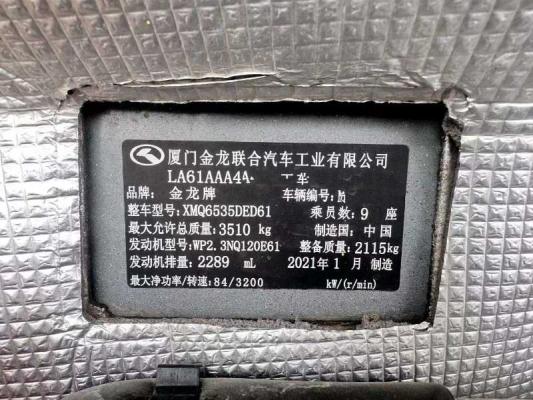 厦门金龙联合汽车工业有限公司
LA61AAA4
品牌: 金龙牌 车辆编号:
整车型号:XMQ6535DED61 乘员数:9 座
最大允许总质量:3510 kg 制造国:中国
发动机型号:WP2.3NQ120E61 整备质量:2115kg
发动机排量:2289 mL 2021年1月 制造
最大净功率/转速:84/3200 kW/(r/min)